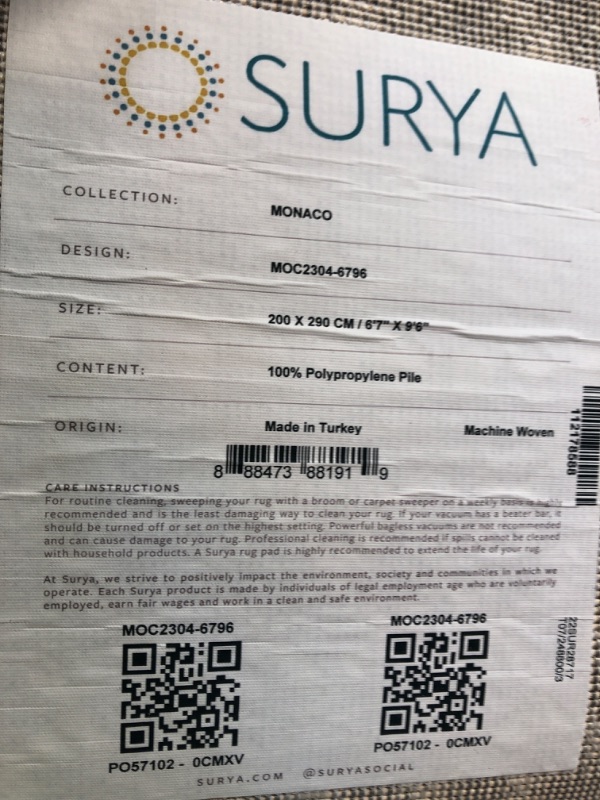 SURYA
COLLECTION: MONACO
DESIGN: MOC2304-6796
SIZE: 200 X 290 CM / 6'7" X 9'6"
CONTENT: 100% Polypropylene Pile
ORIGIN: Made in Turkey Machine Woven
8 88473 88191 9
112178588
CARE INSTRUCTIONS
For routine cleaning, sweeping your rug with a broom or carpet sweeper on a weekly basis is highly
recommended and is the least damaging way to clean your rug. If your vacuum has a beater bar, it
should be turned off or set on the highest setting. Powerful bagless vacuums are not recommended
and can cause damage to your rug. Professional cleaning is recommended if spills cannot be cleaned
with household products. A Surya rug pad is highly recommended to extend the life of your rug.
At Surya, we strive to positively impact the environment, society and communities in which we
operate. Each Surya product is made by individuals of legal employment age who are voluntarily
employed, earn fair wages and work in a clean and safe environment.
MOC2304-6796 MOC2304-6796
22SUR28717
T07/248600/3
PO57102 - 0CMXV PO57102 - 0CMXV
SURYA.COM @SURYASOCIAL